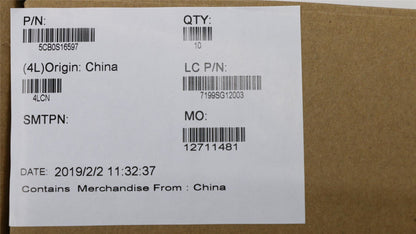 P/N:
QTY:
5CB0S16597
10
(4L)Origin: China
LC P/N:
4LCN
7199SG12003
SMTPN:
MO:
12711481
DATE: 2019/2/2 11:32:37
Contains Merchandise From : China